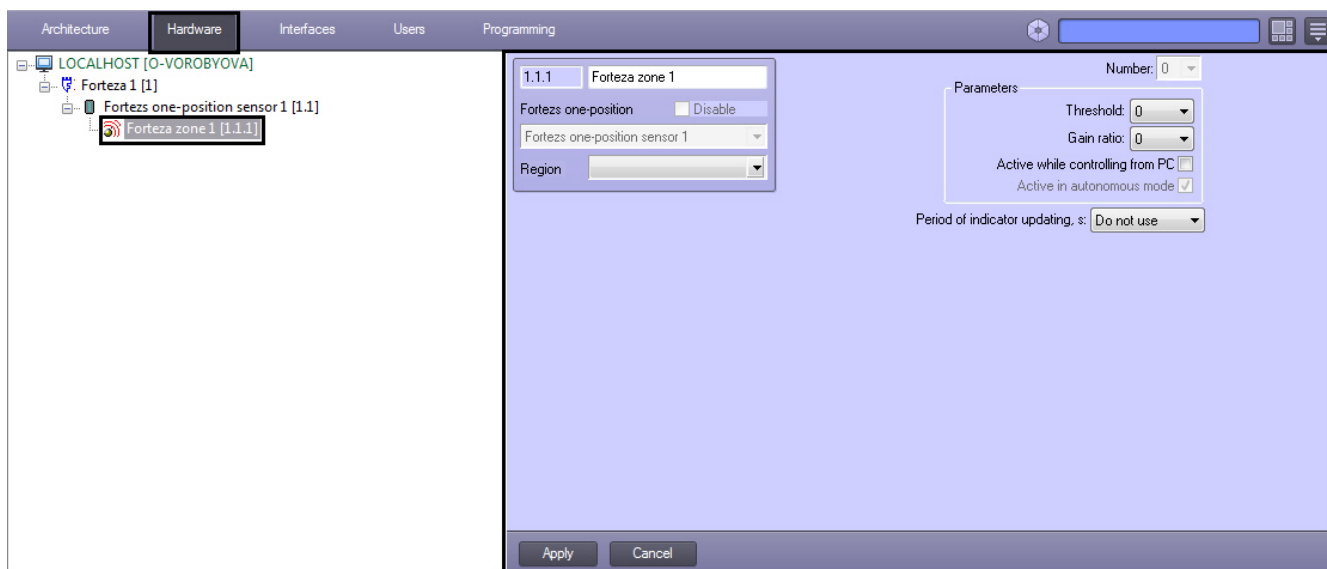 Architecture Hardware Interfaces Users Programming
LOCALHOST [O-VOROBYOVA]
Forteza 1 [1]
Fortezs one-position sensor 1 [1.1]
Forteza zone 1 [1.1.1]
1.1.1 Forteza zone 1
Fortezs one-position Disable
Fortezs one-position sensor 1
Region
Number: 0
Parameters
Threshold: 0
Gain ratio: 0
Active while controlling from PC
Active in autonomous mode
Period of indicator updating, s: Do not use
Apply Cancel